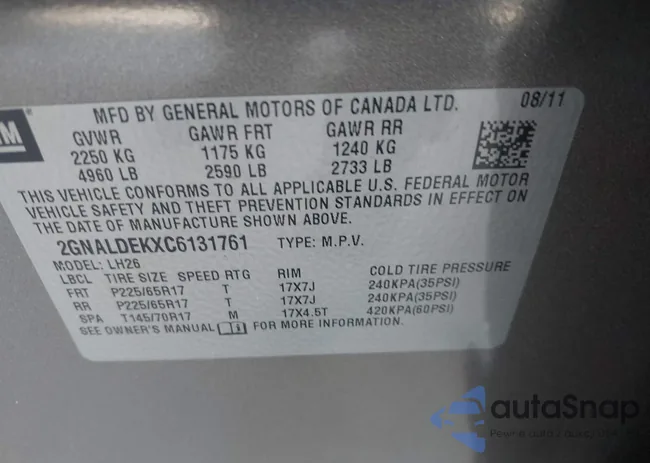 GM
MFD BY GENERAL MOTORS OF CANADA LTD. 08/11
GVWR GAWR FRT GAWR RR
2250 KG 1175 KG 1240 KG
4960 LB 2590 LB 2733 LB
THIS VEHICLE CONFORMS TO ALL APPLICABLE U.S. FEDERAL MOTOR
VEHICLE SAFETY AND THEFT PREVENTION STANDARDS IN EFFECT ON
THE DATE OF MANUFACTURE SHOWN ABOVE.
2GNALDEKXC6131761 TYPE: M.P.V.
MODEL: LH26
LBCL TIRE SIZE SPEED RTG RIM COLD TIRE PRESSURE
FRT P225/65R17 T 17X7J 240KPA(35PSI)
RR P225/65R17 T 17X7J 240KPA(35PSI)
SPA T145/70R17 M 17X4.5T 420KPA(60PSI)
SEE OWNER'S MANUAL FOR MORE INFORMATION.
autaSnap